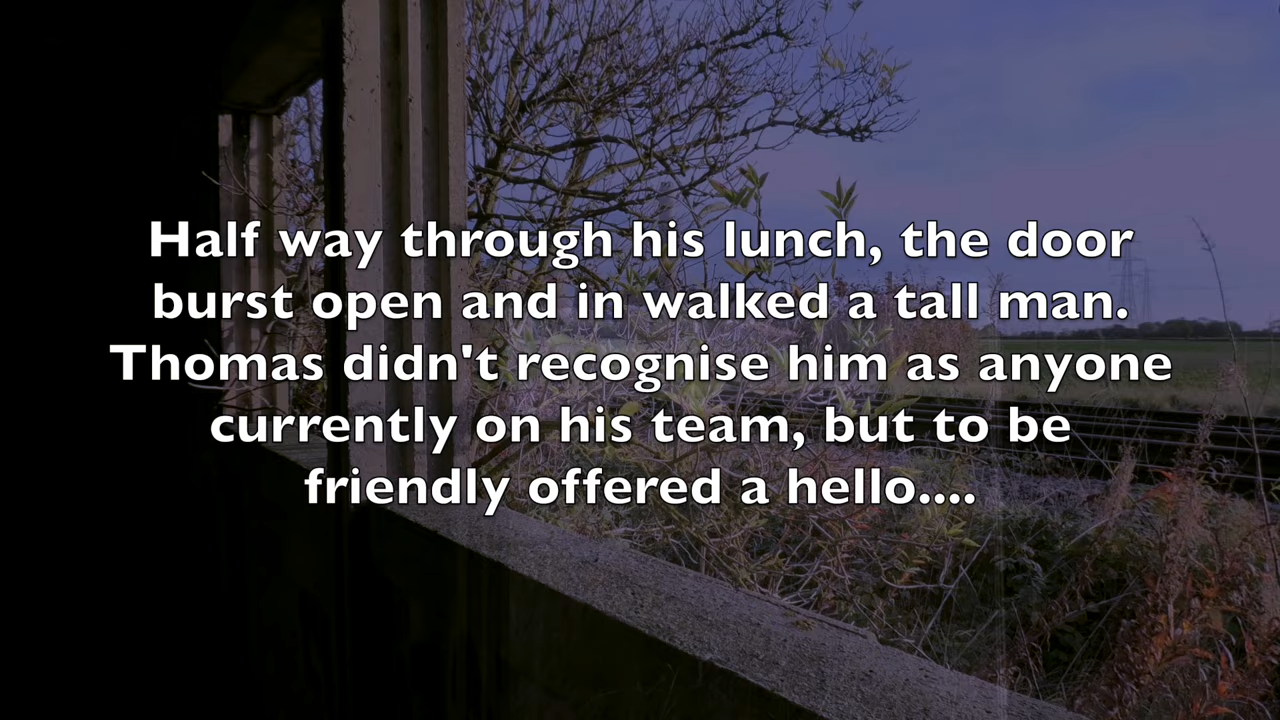 Half way through his lunch, the door
burst open and in walked a tall man.
Thomas didn't recognise him as anyone
currently on his team, but to be
friendly offered a hello....